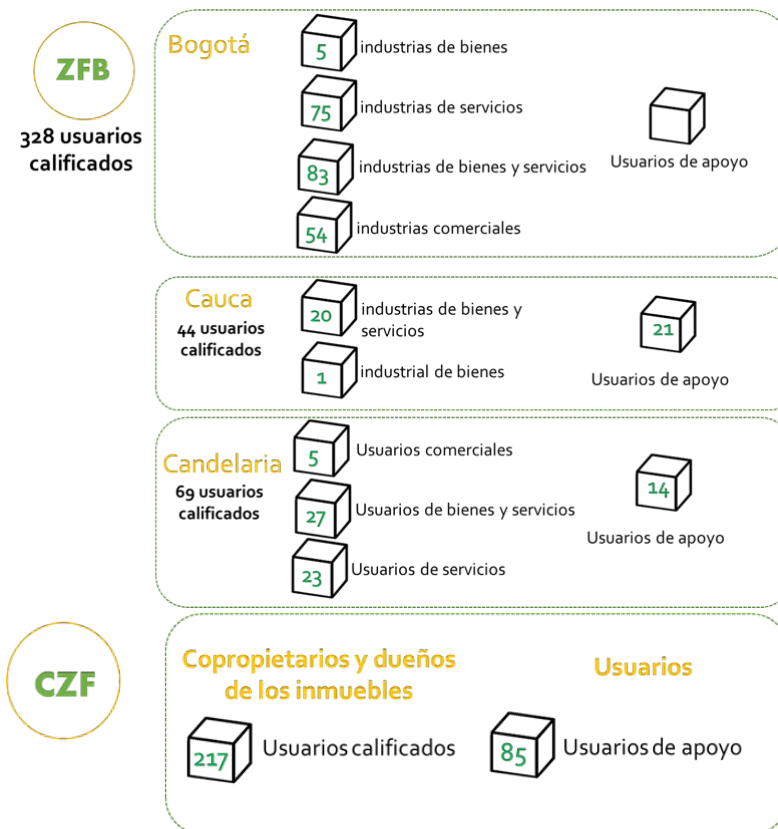 ZFB
328 usuarios
calificados
Bogotá
5 industrias de bienes
75 industrias de servicios
83 industrias de bienes y servicios
54 industrias comerciales
Usuarios de apoyo
Cauca
44 usuarios
calificados
20 industrias de bienes y
servicios
1 industrial de bienes
21
Usuarios de apoyo
Candelaria
69 usuarios
calificados
5 Usuarios comerciales
27 Usuarios de bienes y servicios
23 Usuarios de servicios
14
Usuarios de apoyo
CZF
Copropietarios y dueños
de los inmuebles
217 Usuarios calificados
Usuarios
85 Usuarios de apoyo